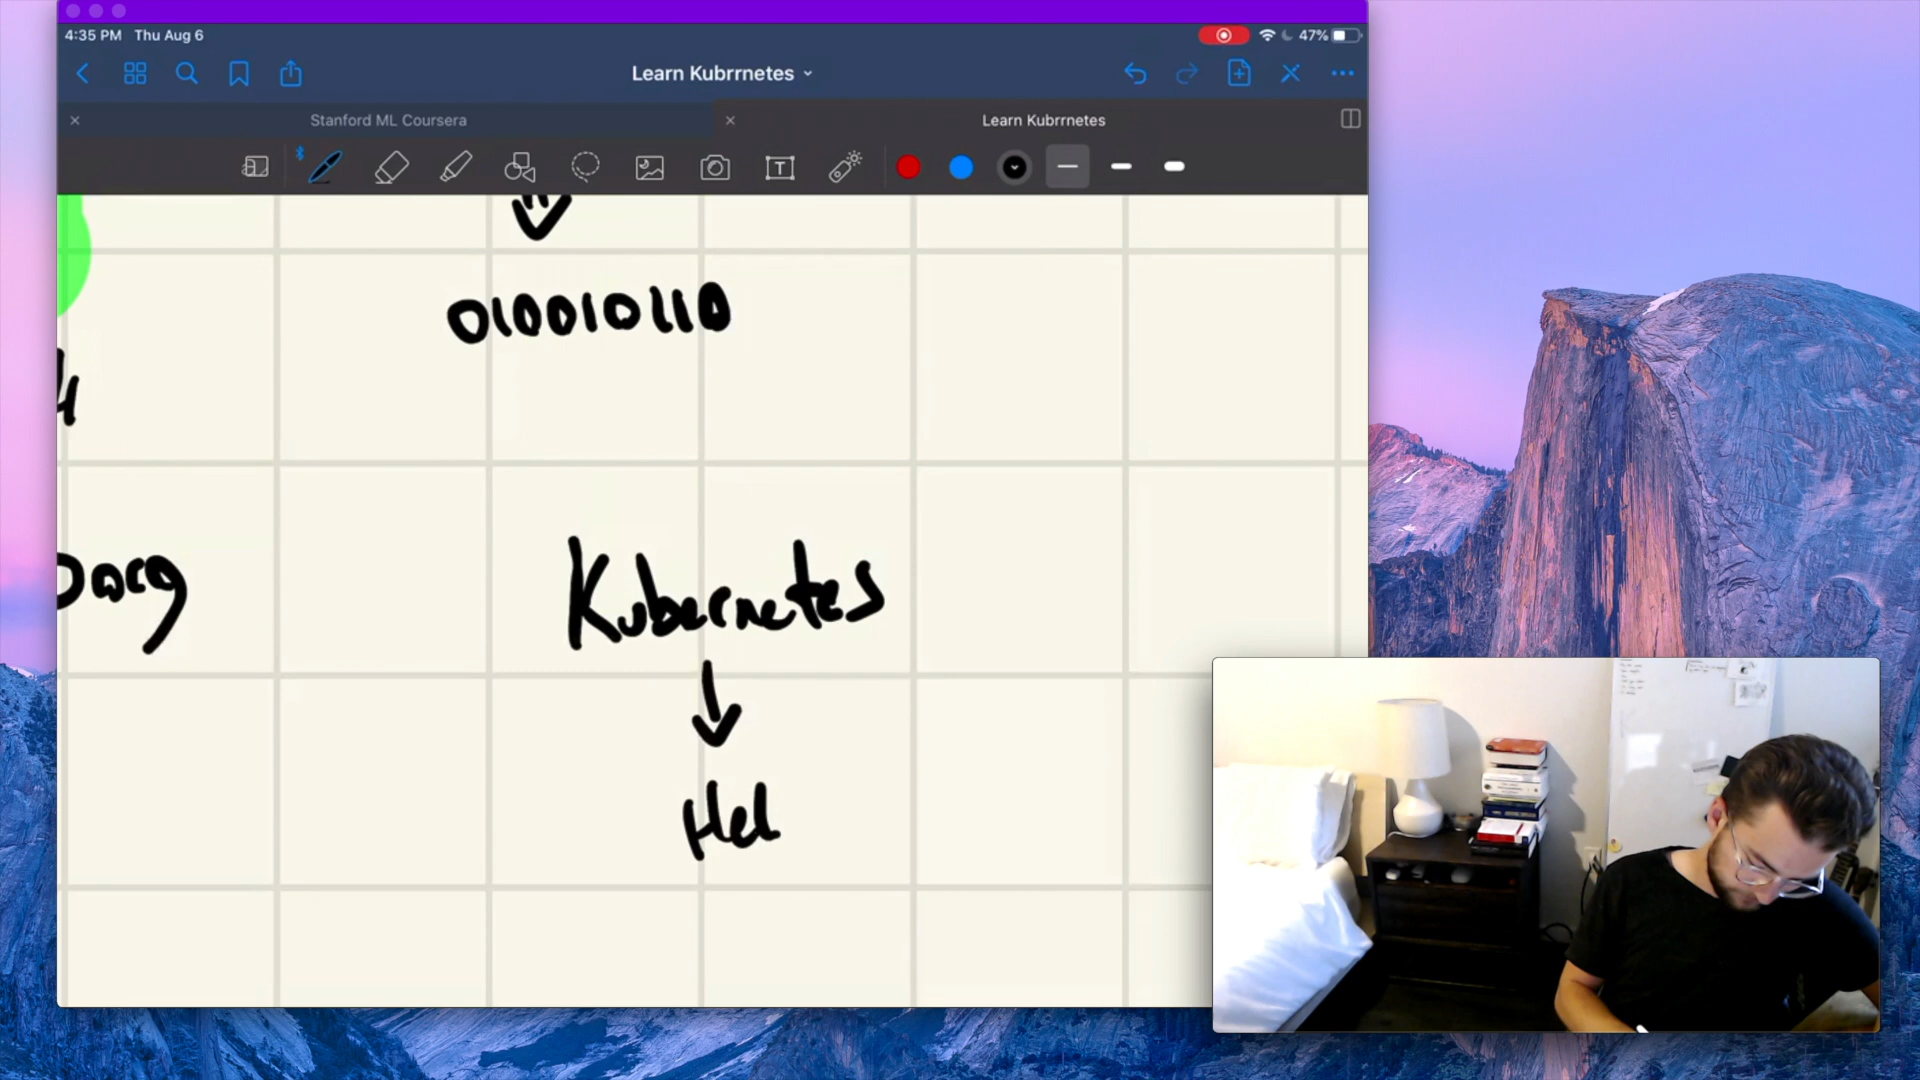 4:35 PM Thu Aug 6
47%
Learn Kubrrnetes
Stanford ML Coursera
Learn Kubrrnetes
T
010010110
Kubernetes
Hel